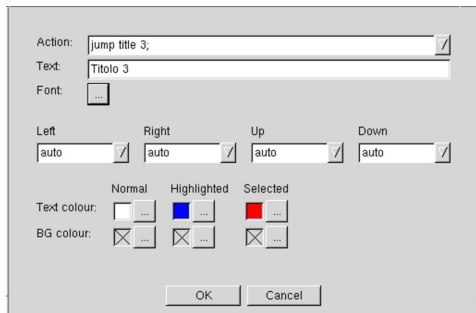 Action: jump title 3;
Text: Titolo 3
Font: ...
Left Right Up Down
auto auto auto auto
Normal Highlighted Selected
Text colour: ... ... ...
BG colour: ... ... ...
OK Cancel